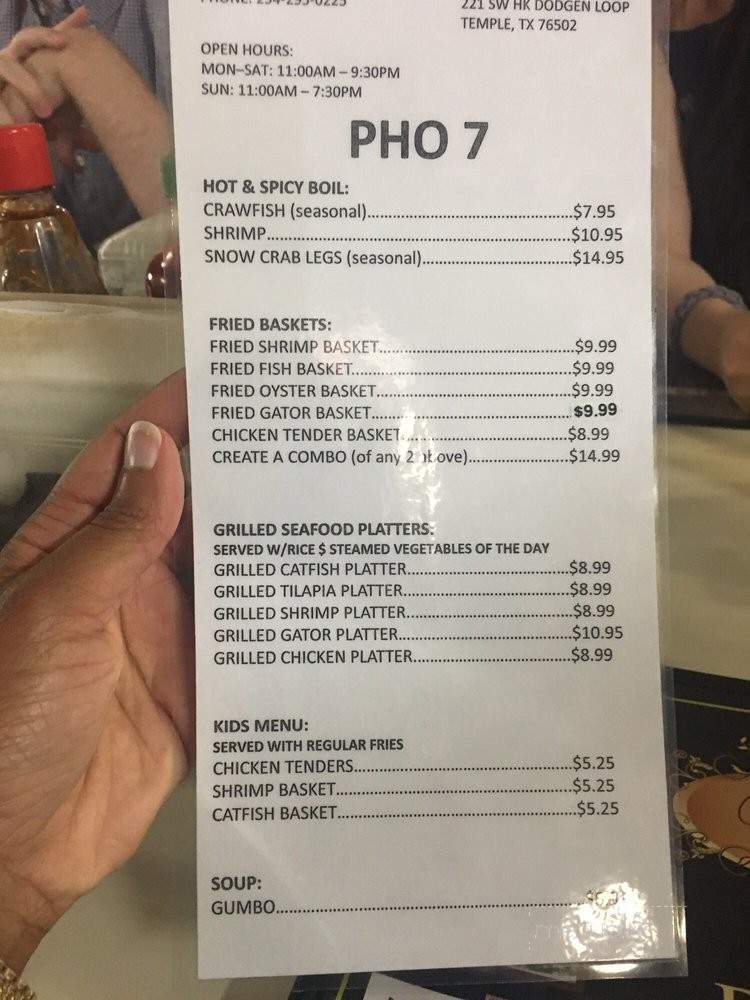 221 SW HK DODGEN LOOP
TEMPLE, TX 76502
OPEN HOURS:
MON–SAT: 11:00AM – 9:30PM
SUN: 11:00AM – 7:30PM
PHO 7
HOT & SPICY BOIL:
CRAWFISH (seasonal)....................................$7.95
SHRIMP....................................$10.95
SNOW CRAB LEGS (seasonal)....................................$14.95
FRIED BASKETS:
FRIED SHRIMP BASKET....................................$9.99
FRIED FISH BASKET....................................$9.99
FRIED OYSTER BASKET....................................$9.99
FRIED GATOR BASKET....................................$9.99
CHICKEN TENDER BASKET....................................$8.99
CREATE A COMBO (of any 2 above)....................................$14.99
GRILLED SEAFOOD PLATTERS:
SERVED W/RICE $ STEAMED VEGETABLES OF THE DAY
GRILLED CATFISH PLATTER....................................$8.99
GRILLED TILAPIA PLATTER....................................$8.99
GRILLED SHRIMP PLATTER....................................$8.99
GRILLED GATOR PLATTER....................................$10.95
GRILLED CHICKEN PLATTER....................................$8.99
KIDS MENU:
SERVED WITH REGULAR FRIES
CHICKEN TENDERS....................................$5.25
SHRIMP BASKET....................................$5.25
CATFISH BASKET....................................$5.25
SOUP:
GUMBO....................................